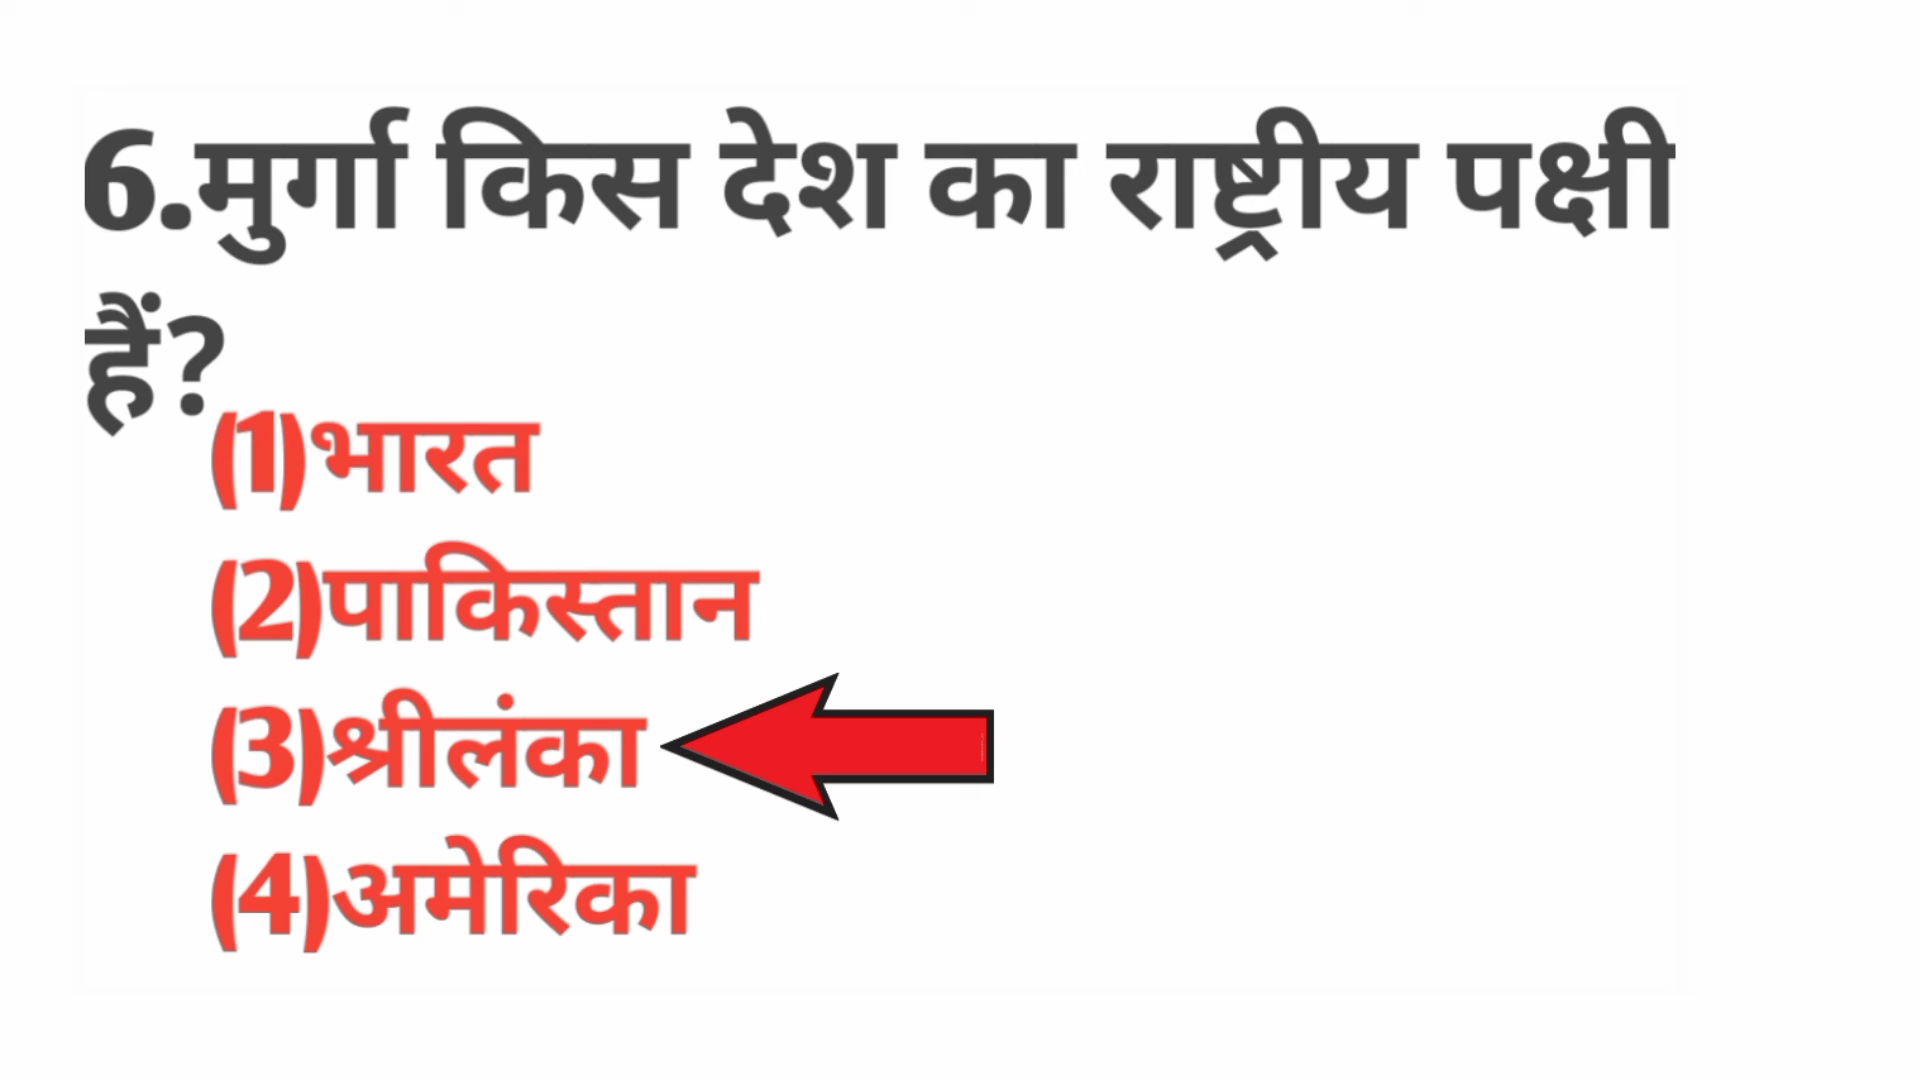 6.मुर्गा किस देश का राष्ट्रीय पक्षी
हैं?
(1)भारत
(2)पाकिस्तान
(3)श्रीलंका
(4)अमेरिका